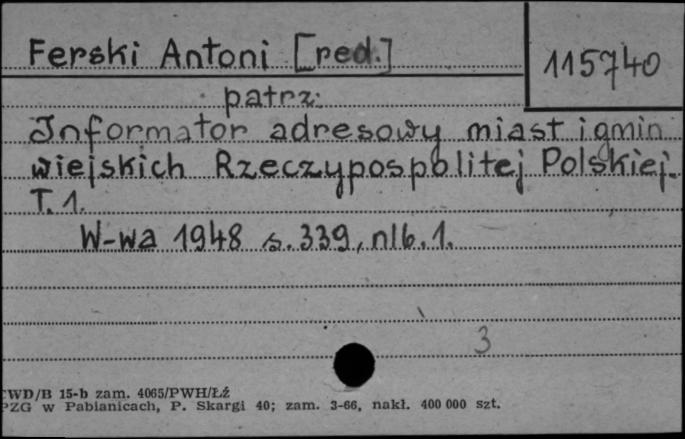 Ferski Antoni [red.]
115740
patrz:
Informator adresowy miast i gmin
wiejskich Rzeczypospolitej Polskiej.
T. 1.
W-wa 1948 s. 339, nlb. 1.
3
CWD/B 15-b zam. 4065/PWH/Łź
PZG w Pabianicach, P. Skargi 40; zam. 3-66, nakł. 400 000 szt.